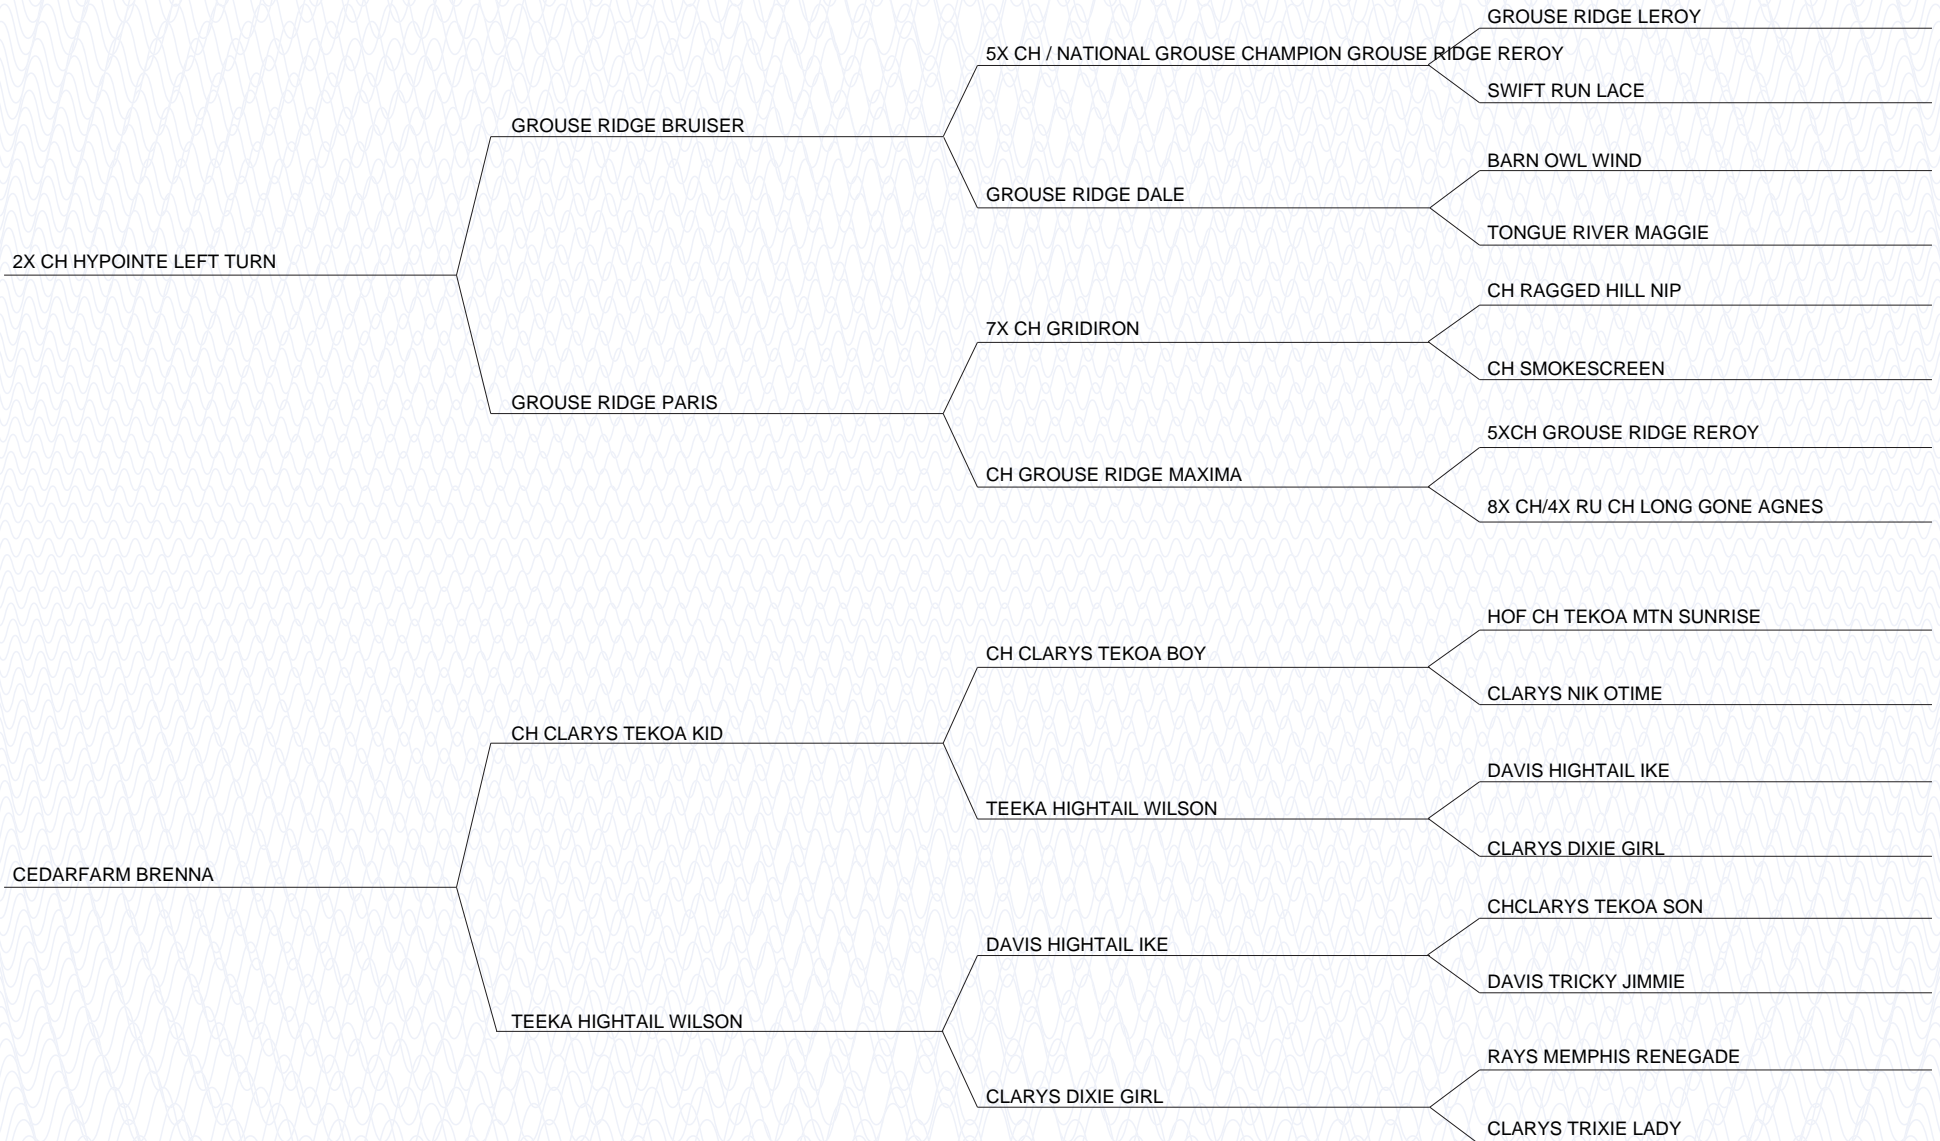 GROUSE RIDGE LEROY
5X CH / NATIONAL GROUSE CHAMPION GROUSE RIDGE REROY
SWIFT RUN LACE
GROUSE RIDGE BRUISER
BARN OWL WIND
GROUSE RIDGE DALE
TONGUE RIVER MAGGIE
2X CH HYPOINTE LEFT TURN
CH RAGGED HILL NIP
7X CH GRIDIRON
CH SMOKESCREEN
GROUSE RIDGE PARIS
5XCH GROUSE RIDGE REROY
CH GROUSE RIDGE MAXIMA
8X CH/4X RU CH LONG GONE AGNES
HOF CH TEKOA MTN SUNRISE
CH CLARYS TEKOA BOY
CLARYS NIK OTIME
CH CLARYS TEKOA KID
DAVIS HIGHTAIL IKE
TEEKA HIGHTAIL WILSON
CLARYS DIXIE GIRL
CEDARFARM BRENNA
CHCLARYS TEKOA SON
DAVIS HIGHTAIL IKE
DAVIS TRICKY JIMMIE
TEEKA HIGHTAIL WILSON
RAYS MEMPHIS RENEGADE
CLARYS DIXIE GIRL
CLARYS TRIXIE LADY